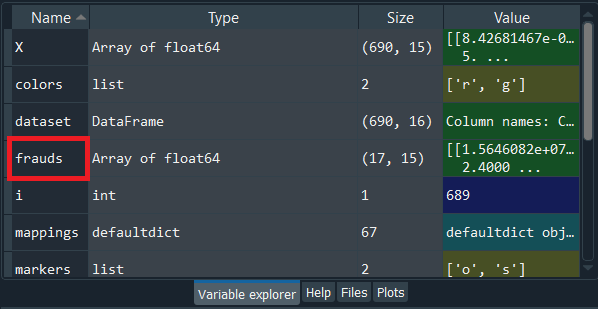 Name Type Size Value
X Array of float64 (690, 15) [[8.42681467e-0…
5. ...
colors list 2 ['r', 'g']
dataset DataFrame (690, 16) Column names: C…
frauds Array of float64 (17, 15) [[1.5646082e+07…
2.4000 ...
i int 1 689
mappings defaultdict 67 defaultdict obj…
markers list 2 ['o', 's']
Variable explorer Help Files Plots